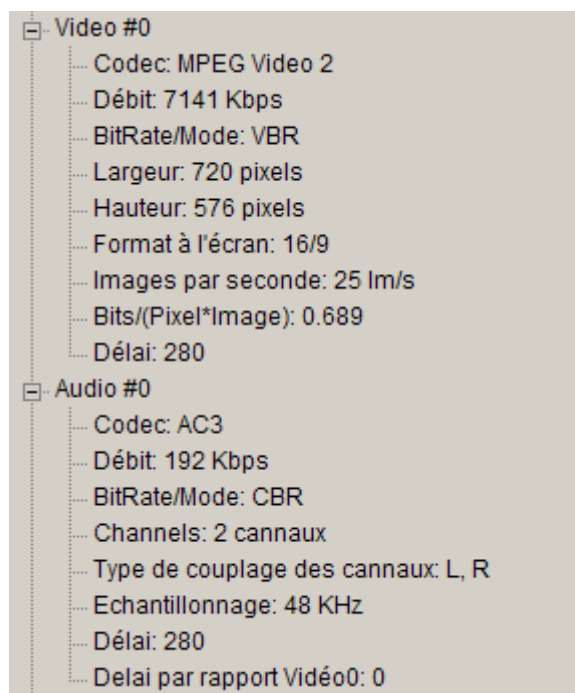 Video #0
Codec: MPEG Video 2
Débit: 7141 Kbps
BitRate/Mode: VBR
Largeur: 720 pixels
Hauteur: 576 pixels
Format à l'écran: 16/9
Images par seconde: 25 Im/s
Bits/(Pixel*Image): 0.689
Délai: 280
Audio #0
Codec: AC3
Débit: 192 Kbps
BitRate/Mode: CBR
Channels: 2 cannaux
Type de couplage des cannaux: L, R
Echantillonnage: 48 KHz
Délai: 280
Delai par rapport Vidéo0: 0